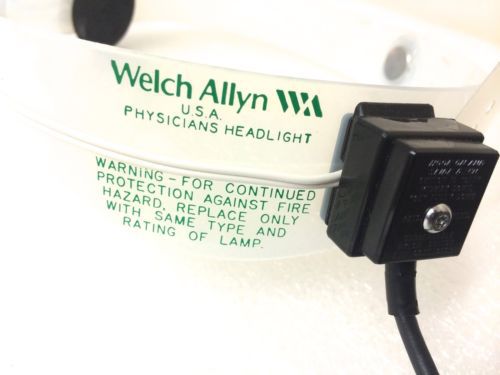 Welch Allyn WA
U.S.A.
PHYSICIANS HEADLIGHT
WARNING - FOR CONTINUED
PROTECTION AGAINST FIRE
HAZARD, REPLACE ONLY
WITH SAME TYPE AND
RATING OF LAMP.